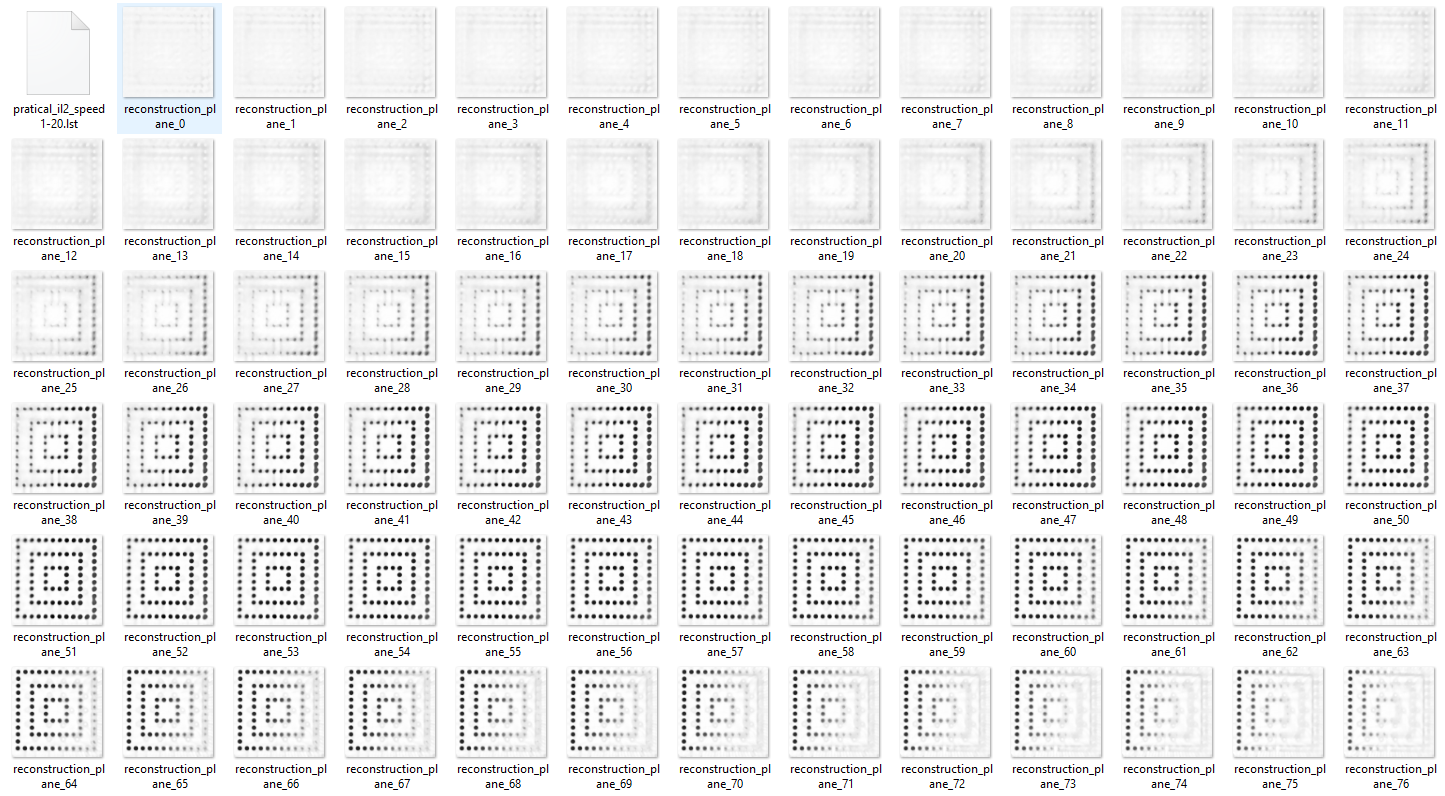 pratical_il2_speed
1-20.lst
reconstruction_pl
ane_0
reconstruction_pl
ane_1
reconstruction_pl
ane_2
reconstruction_pl
ane_3
reconstruction_pl
ane_4
reconstruction_pl
ane_5
reconstruction_pl
ane_6
reconstruction_pl
ane_7
reconstruction_pl
ane_8
reconstruction_pl
ane_9
reconstruction_pl
ane_10
reconstruction_pl
ane_11
reconstruction_pl
ane_12
reconstruction_pl
ane_13
reconstruction_pl
ane_14
reconstruction_pl
ane_15
reconstruction_pl
ane_16
reconstruction_pl
ane_17
reconstruction_pl
ane_18
reconstruction_pl
ane_19
reconstruction_pl
ane_20
reconstruction_pl
ane_21
reconstruction_pl
ane_22
reconstruction_pl
ane_23
reconstruction_pl
ane_24
reconstruction_pl
ane_25
reconstruction_pl
ane_26
reconstruction_pl
ane_27
reconstruction_pl
ane_28
reconstruction_pl
ane_29
reconstruction_pl
ane_30
reconstruction_pl
ane_31
reconstruction_pl
ane_32
reconstruction_pl
ane_33
reconstruction_pl
ane_34
reconstruction_pl
ane_35
reconstruction_pl
ane_36
reconstruction_pl
ane_37
reconstruction_pl
ane_38
reconstruction_pl
ane_39
reconstruction_pl
ane_40
reconstruction_pl
ane_41
reconstruction_pl
ane_42
reconstruction_pl
ane_43
reconstruction_pl
ane_44
reconstruction_pl
ane_45
reconstruction_pl
ane_46
reconstruction_pl
ane_47
reconstruction_pl
ane_48
reconstruction_pl
ane_49
reconstruction_pl
ane_50
reconstruction_pl
ane_51
reconstruction_pl
ane_52
reconstruction_pl
ane_53
reconstruction_pl
ane_54
reconstruction_pl
ane_55
reconstruction_pl
ane_56
reconstruction_pl
ane_57
reconstruction_pl
ane_58
reconstruction_pl
ane_59
reconstruction_pl
ane_60
reconstruction_pl
ane_61
reconstruction_pl
ane_62
reconstruction_pl
ane_63
reconstruction_pl
ane_64
reconstruction_pl
ane_65
reconstruction_pl
ane_66
reconstruction_pl
ane_67
reconstruction_pl
ane_68
reconstruction_pl
ane_69
reconstruction_pl
ane_70
reconstruction_pl
ane_71
reconstruction_pl
ane_72
reconstruction_pl
ane_73
reconstruction_pl
ane_74
reconstruction_pl
ane_75
reconstruction_pl
ane_76